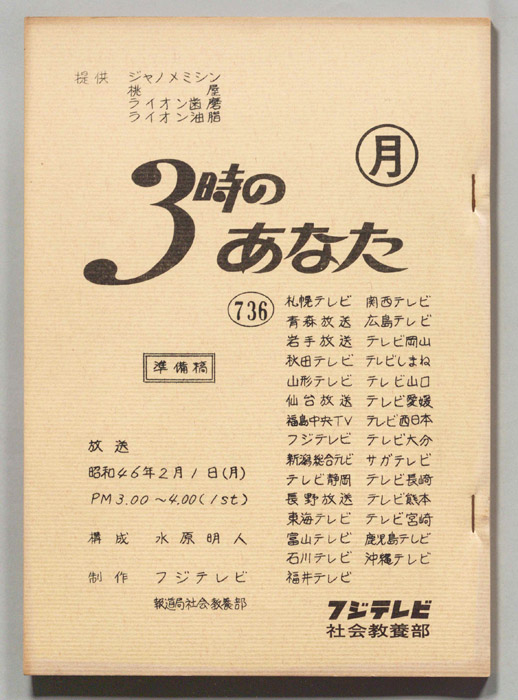 提供 ジャノメミシン
桃屋
ライオン歯磨
ライオン油脂
月
3時の
あなた
736
準備稿
放送
昭和46年2月1日(月)
PM3.00〜4.00(1st)
構成 水原明人
制作 フジテレビ
報道局社会教養部
札幌テレビ 関西テレビ
青森放送 広島テレビ
岩手放送 テレビ岡山
秋田テレビ テレビしまね
山形テレビ テレビ山口
仙台放送 テレビ愛媛
福島中央TV テレビ西日本
フジテレビ テレビ大分
新潟総合テレビ サガテレビ
テレビ静岡 テレビ長崎
長野放送 テレビ熊本
東海テレビ テレビ宮崎
富山テレビ 鹿児島テレビ
石川テレビ 沖縄テレビ
福井テレビ
フジテレビ
社会教養部